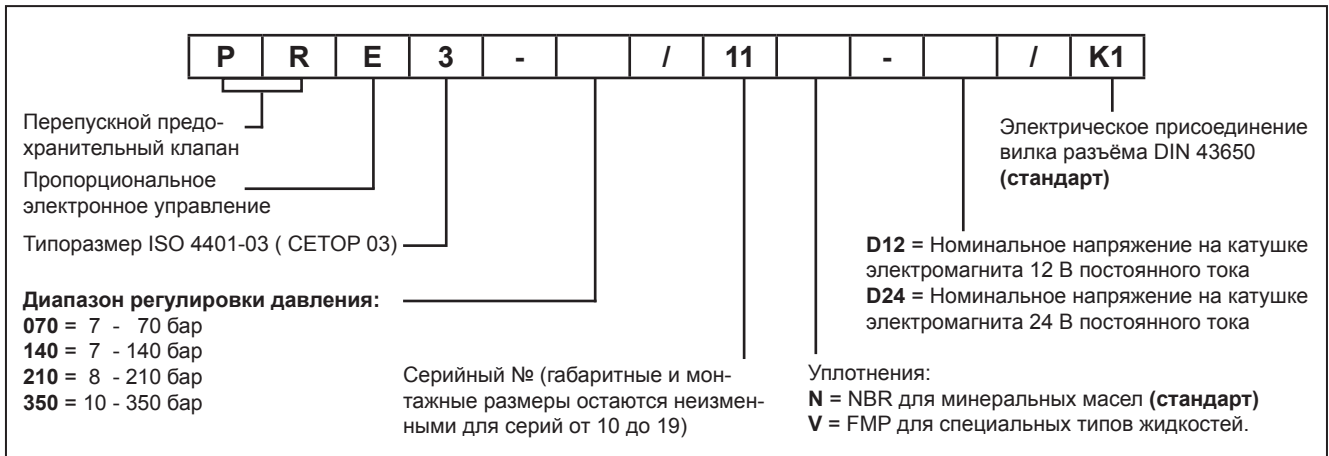 P R E 3 - / 11 - / K1
Перепускной предо-
хранительный клапан
Пропорциональное
электронное управление
Типоразмер ISO 4401-03 ( CETOP 03)
Диапазон регулировки давления:
070 = 7 - 70 бар
140 = 7 - 140 бар
210 = 8 - 210 бар
350 = 10 - 350 бар
Серийный № (габаритные и мон-
тажные размеры остаются неизмен-
ными для серий от 10 до 19)
Электрическое присоединение
вилка разъёма DIN 43650
(стандарт)
D12 = Номинальное напряжение на катушке
электромагнита 12 В постоянного тока
D24 = Номинальное напряжение на катушке
электромагнита 24 В постоянного тока
Уплотнения:
N = NBR для минеральных масел (стандарт)
V = FMP для специальных типов жидкостей.